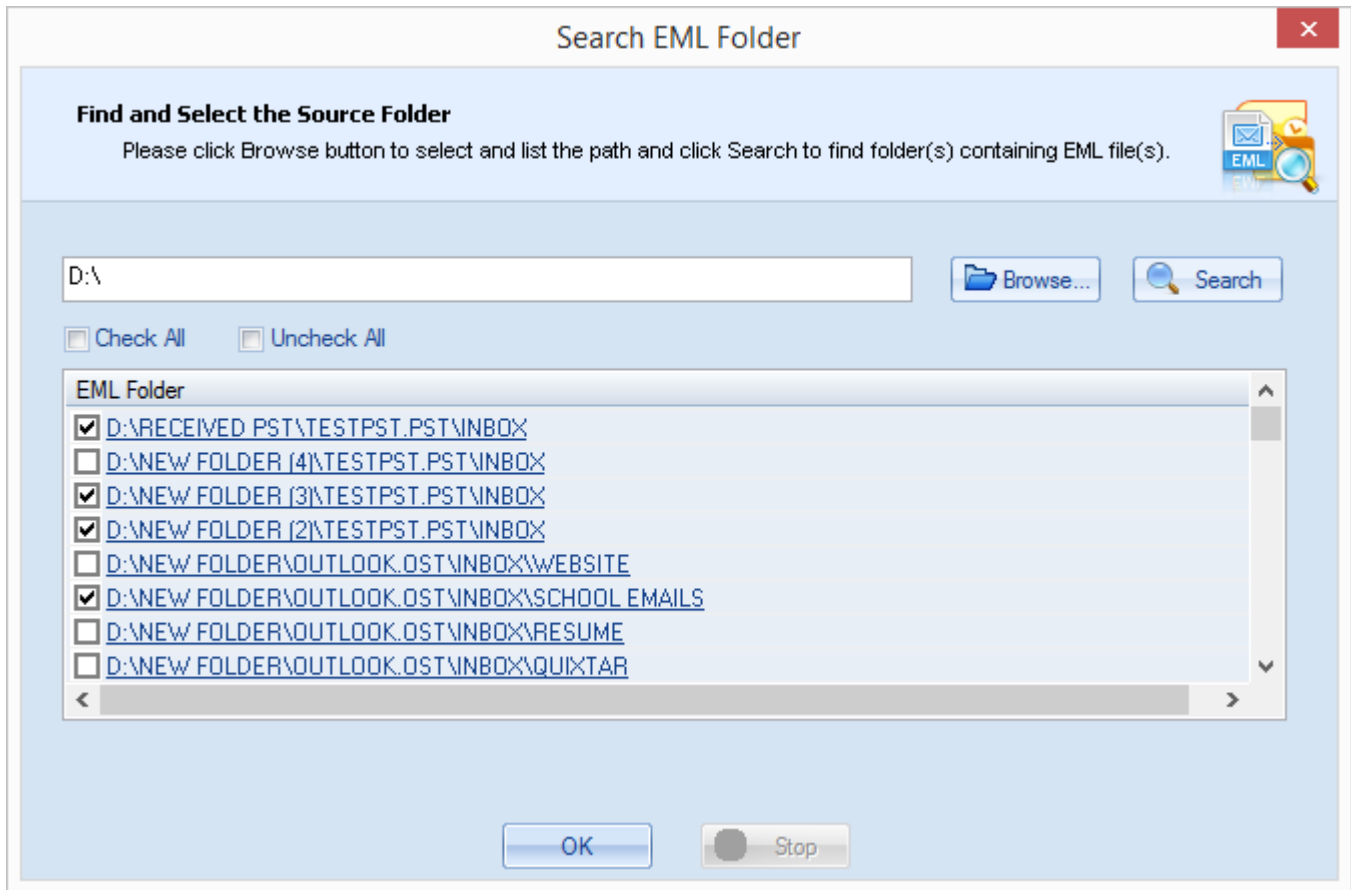 Search EML Folder
Find and Select the Source Folder
Please click Browse button to select and list the path and click Search to find folder(s) containing EML file(s).
EML
D:\
Browse...
Search
Check All
Uncheck All
EML Folder
D:\RECEIVED PST\TESTPST.PST\INBOX
D:\NEW FOLDER (4)\TESTPST.PST\INBOX
D:\NEW FOLDER (3)\TESTPST.PST\INBOX
D:\NEW FOLDER (2)\TESTPST.PST\INBOX
D:\NEW FOLDER\OUTLOOK.OST\INBOX\WEBSITE
D:\NEW FOLDER\OUTLOOK.OST\INBOX\SCHOOL EMAILS
D:\NEW FOLDER\OUTLOOK.OST\INBOX\RESUME
D:\NEW FOLDER\OUTLOOK.OST\INBOX\QUIXTAR
OK
Stop